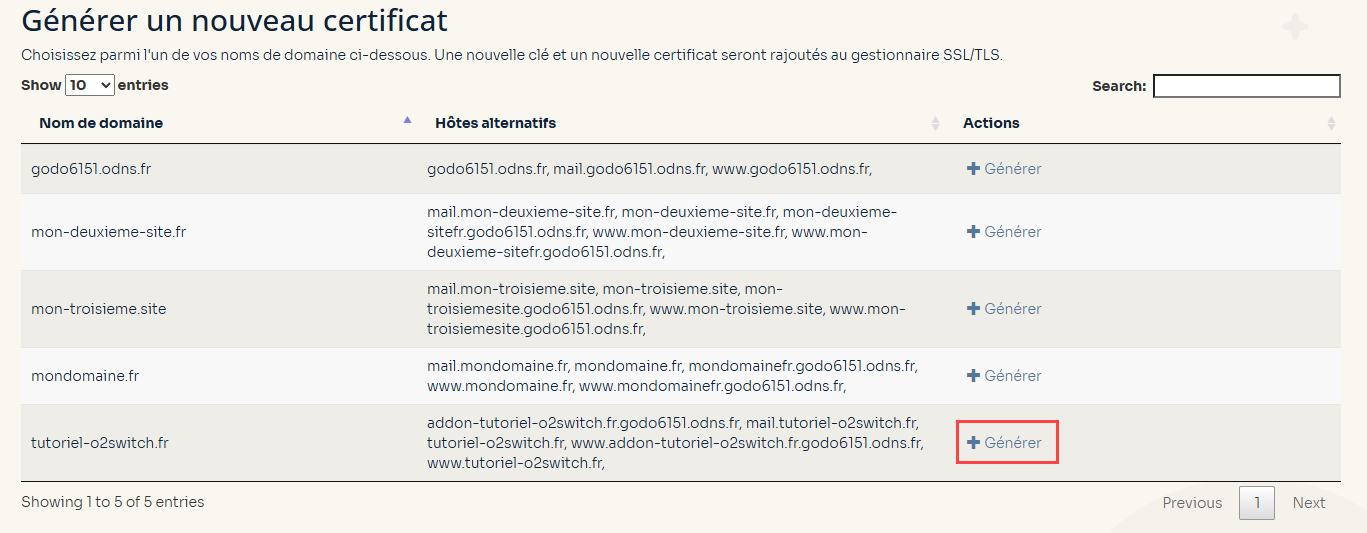 Générer un nouveau certificat
Choisissez parmi l'un de vos noms de domaine ci-dessous. Une nouvelle clé et un nouvelle certificat seront rajoutés au gestionnaire SSL/TLS.
Show 10 entries Search:
Nom de domaine Hôtes alternatifs Actions
godo6151.odns.fr godo6151.odns.fr, mail.godo6151.odns.fr, www.godo6151.odns.fr, Générer
mail.mon-deuxieme-site.fr, mon-deuxieme-site.fr, mon-deuxieme-
mon-deuxieme-site.fr sitefr.godo6151.odns.fr, www.mon-deuxieme-site.fr, www.mon- Générer
deuxieme-sitefr.godo6151.odns.fr,
mail.mon-troisieme.site, mon-troisieme.site, mon-
mon-troisieme.site troisiemesite.godo6151.odns.fr, www.mon-troisieme.site, www.mon- Générer
troisiemesite.godo6151.odns.fr,
mail.mondomaine.fr, mondomaine.fr, mondomainefr.godo6151.odns.fr,
mondomaine.fr Générer
www.mondomaine.fr, www.mondomainefr.godo6151.odns.fr,
addon-tutoriel-o2switch.fr.godo6151.odns.fr, mail.tutoriel-o2switch.fr,
tutoriel-o2switch.fr tutoriel-o2switch.fr, www.addon-tutoriel-o2switch.fr.godo6151.odns.fr, Générer
www.tutoriel-o2switch.fr,
Showing 1 to 5 of 5 entries Previous 1 Next